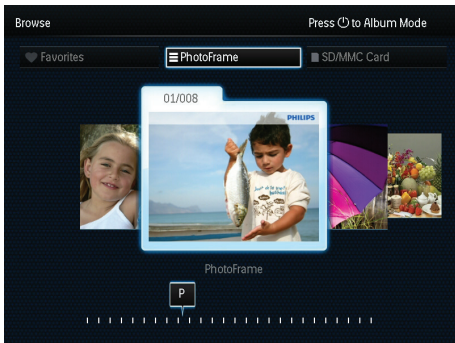 Browse
Press ⏻ to Album Mode
Favorites
PhotoFrame
SD/MMC Card
01/008
PHILIPS
PhotoFrame
P